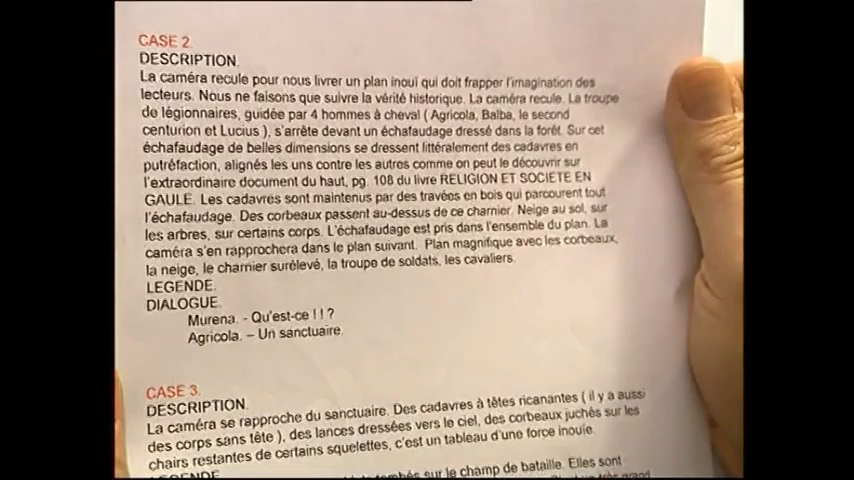 CASE 2.
DESCRIPTION.
La caméra recule pour nous livrer un plan inouï qui doit frapper l'imagination des
lecteurs. Nous ne faisons que suivre la vérité historique. La caméra recule. La troupe
de légionnaires, guidée par 4 hommes à cheval ( Agricola, Balba, le second
centurion et Lucius ), s'arrête devant un échafaudage dressé dans la forêt. Sur cet
échafaudage de belles dimensions se dressent littéralement des cadavres en
putréfaction, alignés les uns contre les autres comme on peut le découvrir sur
l'extraordinaire document du haut, pg. 108 du livre RELIGION ET SOCIETE EN
GAULE. Les cadavres sont maintenus par des travées en bois qui parcourent tout
l'échafaudage. Des corbeaux passent au-dessus de ce charnier. Neige au sol, sur
les arbres, sur certains corps. L'échafaudage est pris dans l'ensemble du plan. La
caméra s'en rapprochera dans le plan suivant. Plan magnifique avec les corbeaux,
la neige, le charnier surélevé, la troupe de soldats, les cavaliers.
LEGENDE.
DIALOGUE.
Murena. - Qu'est-ce ! ! ?
Agricola. – Un sanctuaire.
CASE 3.
DESCRIPTION.
La caméra se rapproche du sanctuaire. Des cadavres à têtes ricanantes ( il y a aussi
des corps sans tête ), des lances dressées vers le ciel, des corbeaux juchés sur les
chairs restantes de certains squelettes, c'est un tableau d'une force inouïe.
LEGENDE
tombés sur le champ de bataille. Elles sont